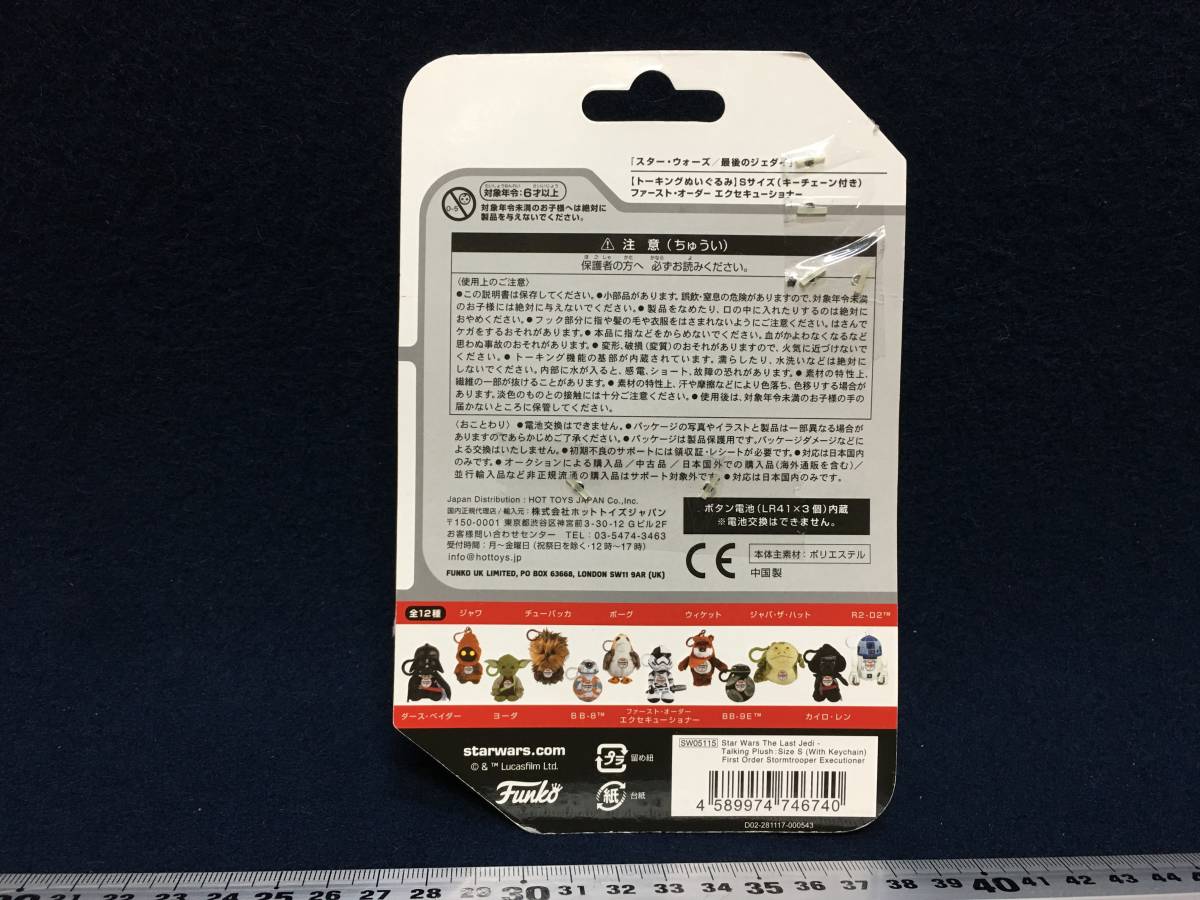 「スター・ウォーズ/最後のジェダイ」
【トーキングぬいぐるみ】Sサイズ(キーチェーン付き)
ファースト・オーダー エクセキューショナー
0-5
対象年令:6才以上
対象年令未満のお子様へは絶対に
製品を与えないでください。
⚠ 注 意 (ちゅうい)
保護者の方へ 必ずお読みください。
〈使用上のご注意〉
●この説明書は保存してください。●小部品があります。誤飲・窒息の危険がありますので、対象年令未満
のお子様には絶対に与えないでください。●製品をなめたり、口の中に入れたりするのは絶対に
おやめください。●フック部分に指や髪の毛や衣服をはさまれないようにご注意ください。はさんで
ケガをするおそれがあります。●本品に指などをからめないでください。血がかよわなくなるなど
思わぬ事故のおそれがあります。●変形、破損(変質)のおそれがありますので、火気に近づけないで
ください。●トーキング機能の基部が内蔵されています。濡らしたり、水洗いなどは絶対に
しないでください。内部に水が入ると、感電、ショート、故障の恐れがあります。●素材の特性上、
繊維の一部が抜けることがあります。●素材の特性上、汗や摩擦などにより色落ち、色移りする場合が
あります。淡色のものとの接触には十分ご注意ください。●使用後は、対象年令未満のお子様の手の
届かないところに保管してください。
〈おことわり〉●電池交換はできません。●パッケージの写真やイラストと製品は一部異なる場合が
ありますのであらかじめご了承ください。●パッケージは製品保護用です。パッケージダメージなどに
よる交換はいたしません。●初期不良のサポートには領収証・レシートが必要です。●対応は日本国内
のみです。●オークションによる購入品/中古品/日本国外での購入品(海外通販を含む)/
並行輸入品など非正規流通の購入品はサポート対象外です。●対応は日本国内のみです。
Japan Distribution : HOT TOYS JAPAN Co.,Inc.
国内正規代理店/輸入元:株式会社ホットトイズジャパン
〒150-0001 東京都渋谷区神宮前3-30-12 Gビル2F
お客様問い合わせセンター TEL:03-5474-3463
受付時間:月〜金曜日(祝祭日を除く・12時〜17時)
info@hottoys.jp
FUNKO UK LIMITED, PO BOX 63668, LONDON SW11 9AR (UK)
ボタン電池(LR41×3個)内蔵
※電池交換はできません。
CE
本体主素材:ポリエステル
中国製
全12種 ジャワ チューバッカ ポーグ ウィケット ジャバ・ザ・ハット R2-D2™
ダース・ベイダー ヨーダ BB-8™ ファースト・オーダー エクセキューショナー BB-9E™ カイロ・レン
starwars.com
© & ™ Lucasfilm Ltd.
Funko
プラ 留め紐
紙 台紙
SW05115 Star Wars The Last Jedi -
Talking Plush :Size S (With Keychain)
First Order Stormtrooper Executioner
4 589974 746740
D02-281117-000543
28 29 30 31 32 33 34 35 36 37 38 39 40 41 42 43 44